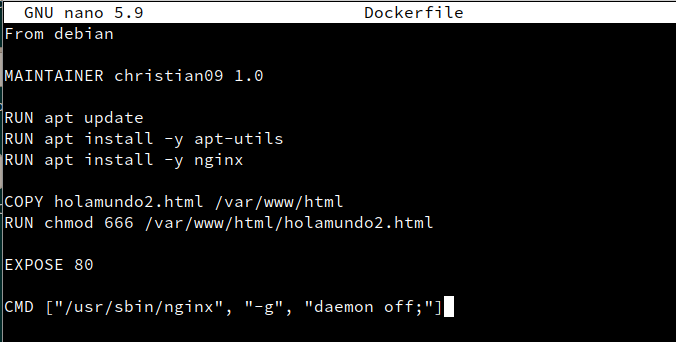 GNU nano 5.9 Dockerfile
From debian
MAINTAINER christian09 1.0
RUN apt update
RUN apt install -y apt-utils
RUN apt install -y nginx
COPY holamundo2.html /var/www/html
RUN chmod 666 /var/www/html/holamundo2.html
EXPOSE 80
CMD ["/usr/sbin/nginx", "-g", "daemon off;"]